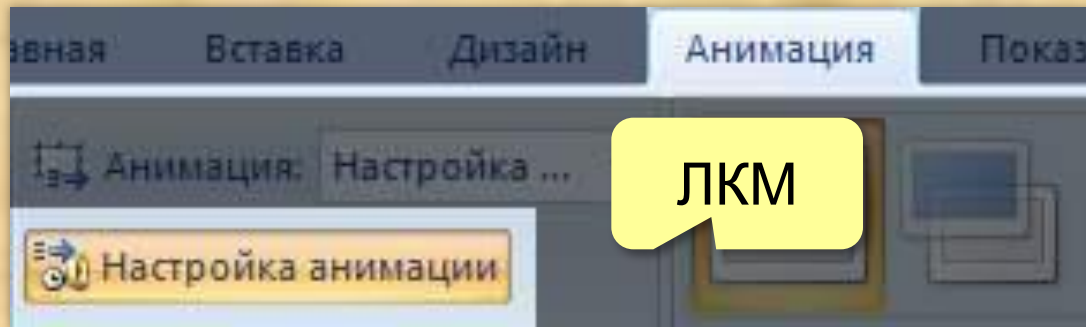 авная Вставка Дизайн Анимация Показ
Анимация: Настройка ...
ЛКМ
Настройка анимации